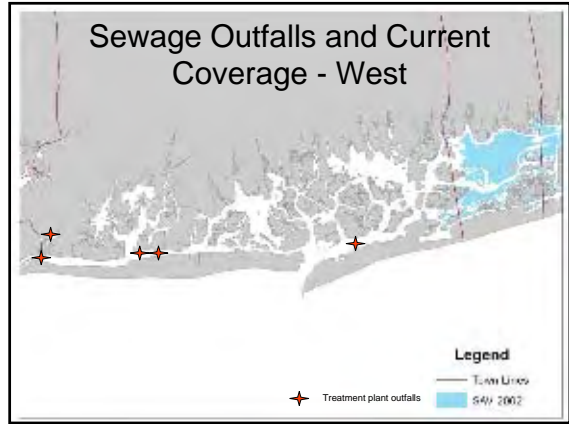 Sewage Outfalls and Current
Coverage - West
Legend
Town Lines
SAV 2002
Treatment plant outfalls